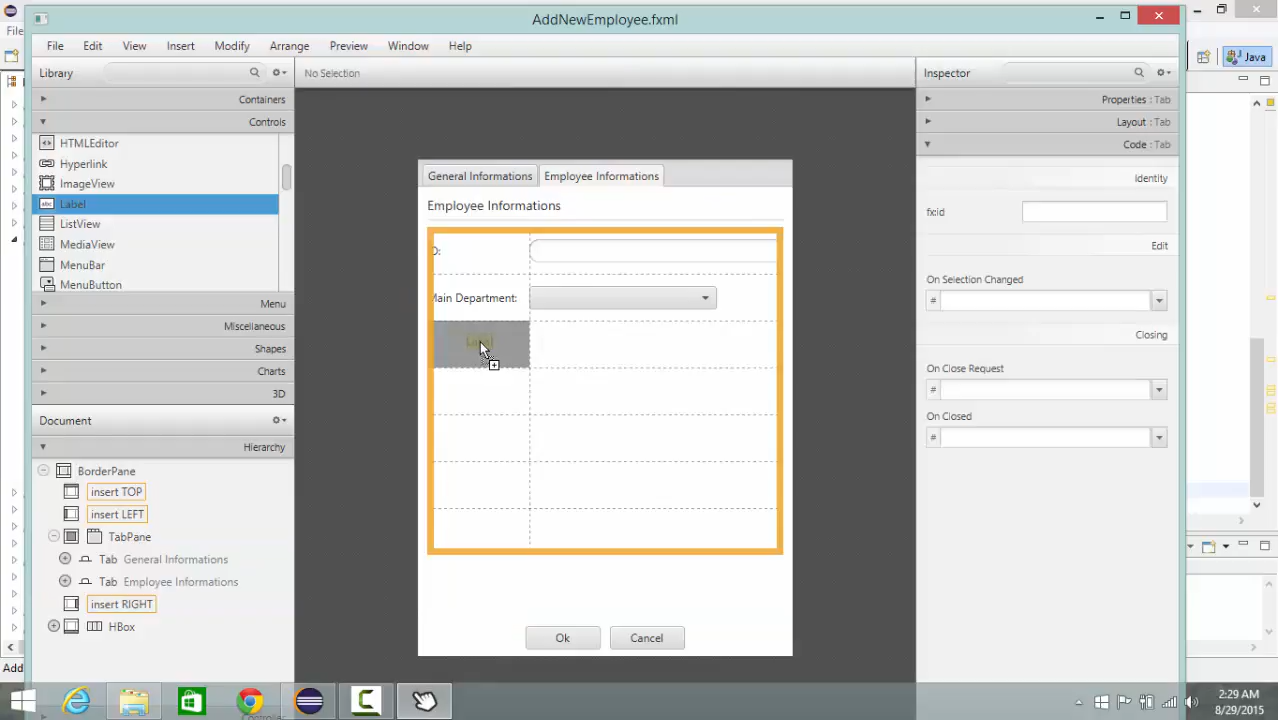 AddNewEmployee.fxml
File
File Edit View Insert Modify Arrange Preview Window Help
Java
Library
No Selection
Inspector
Containers
Controls
HTMLEditor
Hyperlink
ImageView
Label
ListView
MediaView
MenuBar
MenuButton
Menu
Miscellaneous
Shapes
Charts
3D
Document
Hierarchy
BorderPane
insert TOP
insert LEFT
TabPane
Tab General Informations
Tab Employee Informations
insert RIGHT
HBox
Controller
General Informations Employee Informations
Employee Informations
ID:
Main Department:
Label
Ok Cancel
Properties : Tab
Layout : Tab
Code : Tab
Identity
fx:id
Edit
On Selection Changed
#
Closing
On Close Request
#
On Closed
#
Add
2:29 AM
8/29/2015